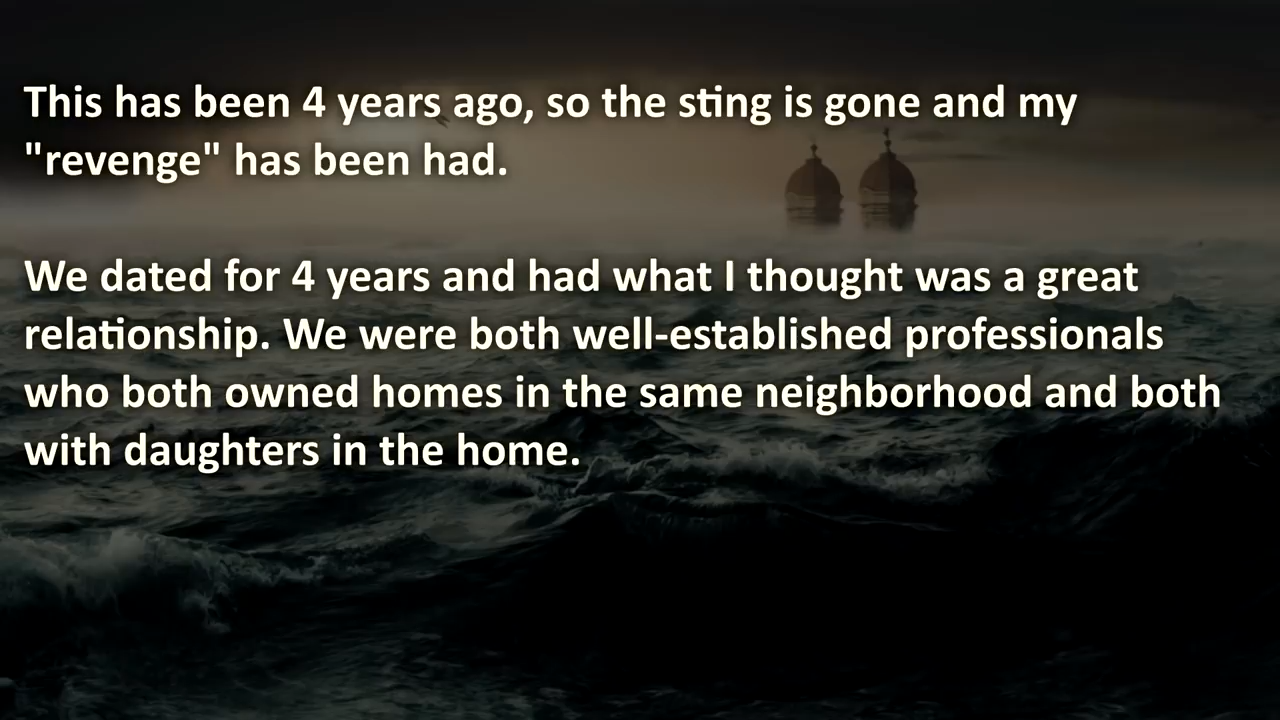 This has been 4 years ago, so the sting is gone and my
"revenge" has been had.
We dated for 4 years and had what I thought was a great
relationship. We were both well-established professionals
who both owned homes in the same neighborhood and both
with daughters in the home.